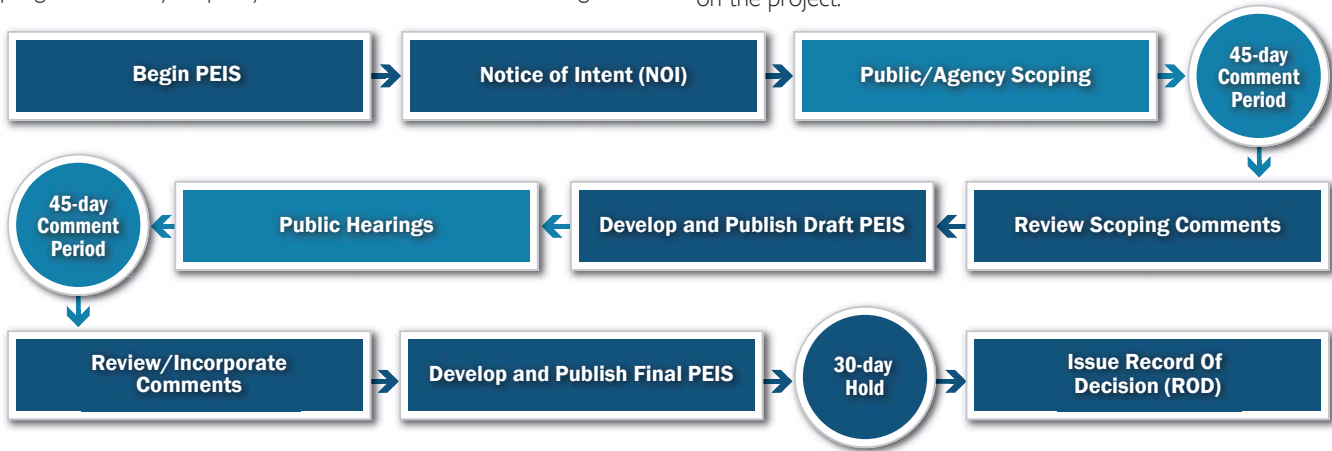 on the project.
Begin PEIS
Notice of Intent (NOI)
Public/Agency Scoping
45-day
Comment
Period
Review Scoping Comments
Develop and Publish Draft PEIS
Public Hearings
45-day
Comment
Period
Review/Incorporate
Comments
Develop and Publish Final PEIS
30-day
Hold
Issue Record Of
Decision (ROD)